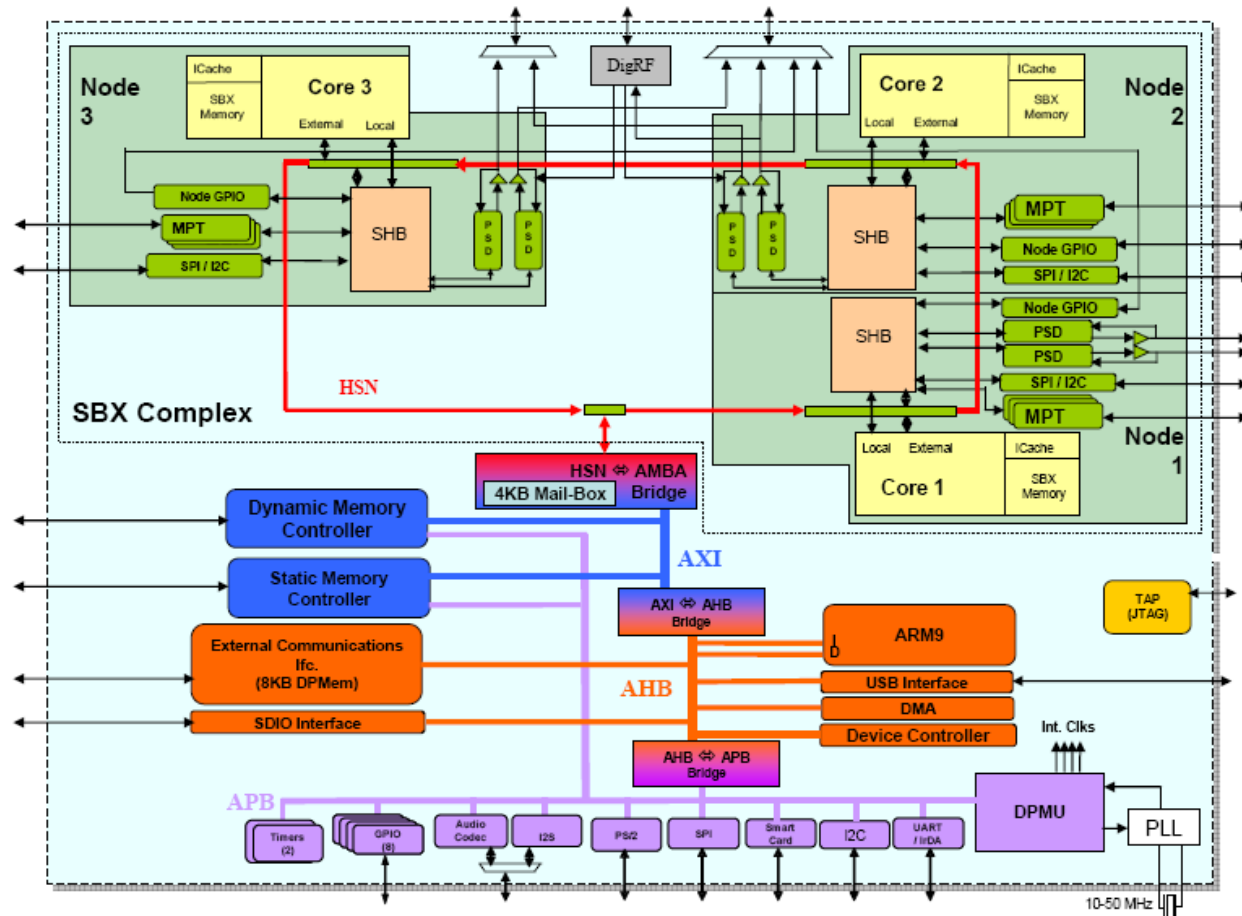 Node
3
ICache
SBX
Memory
Core 3
External
Local
DigRF
Core 2
ICache
SBX
Memory
Local
External
Node
2
Node GPIO
MPT
SPI / I2C
SHB
PSD
PSD
PSD
PSD
SHB
MPT
Node GPIO
SPI / I2C
SHB
Node GPIO
PSD
PSD
SPI / I2C
MPT
Node
1
HSN
SBX Complex
Local
External
ICache
Core 1
SBX
Memory
HSN ⇔ AMBA
Bridge
4KB Mail-Box
Dynamic Memory
Controller
AXI
Static Memory
Controller
AXI ⇔ AHB
Bridge
TAP
(JTAG)
I
D
ARM9
External Communications
Ifc.
(8KB DPMem)
AHB
USB Interface
SDIO Interface
DMA
Device Controller
Int. Clks
AHB ⇔ APB
Bridge
APB
DPMU
PLL
Timers
(2)
GPIO
(8)
Audio
Codec
I2S
PS/2
SPI
Smart
Card
I2C
UART
/ IrDA
10-50 MHz